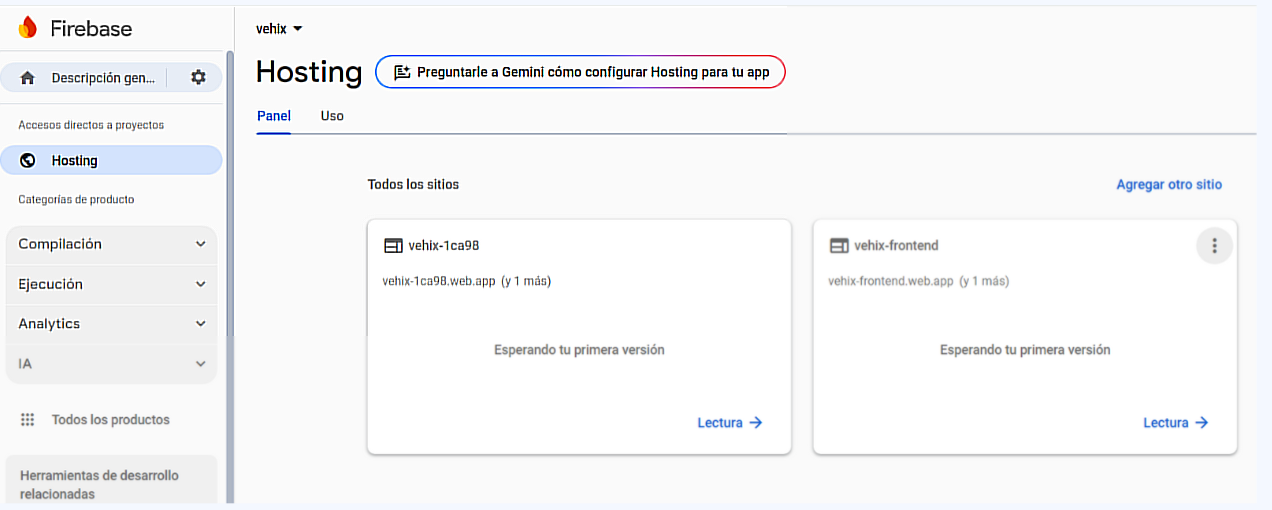 Firebase
Descripción gen...
Accesos directos a proyectos
Hosting
Categorías de producto
Compilación
Ejecución
Analytics
IA
Todos los productos
Herramientas de desarrollo
relacionadas
vehix
Hosting
Preguntarle a Gemini cómo configurar Hosting para tu app
Panel Uso
Todos los sitios
Agregar otro sitio
vehix-1ca98
vehix-1ca98.web.app (y 1 más)
Esperando tu primera versión
Lectura
vehix-frontend
vehix-frontend.web.app (y 1 más)
Esperando tu primera versión
Lectura